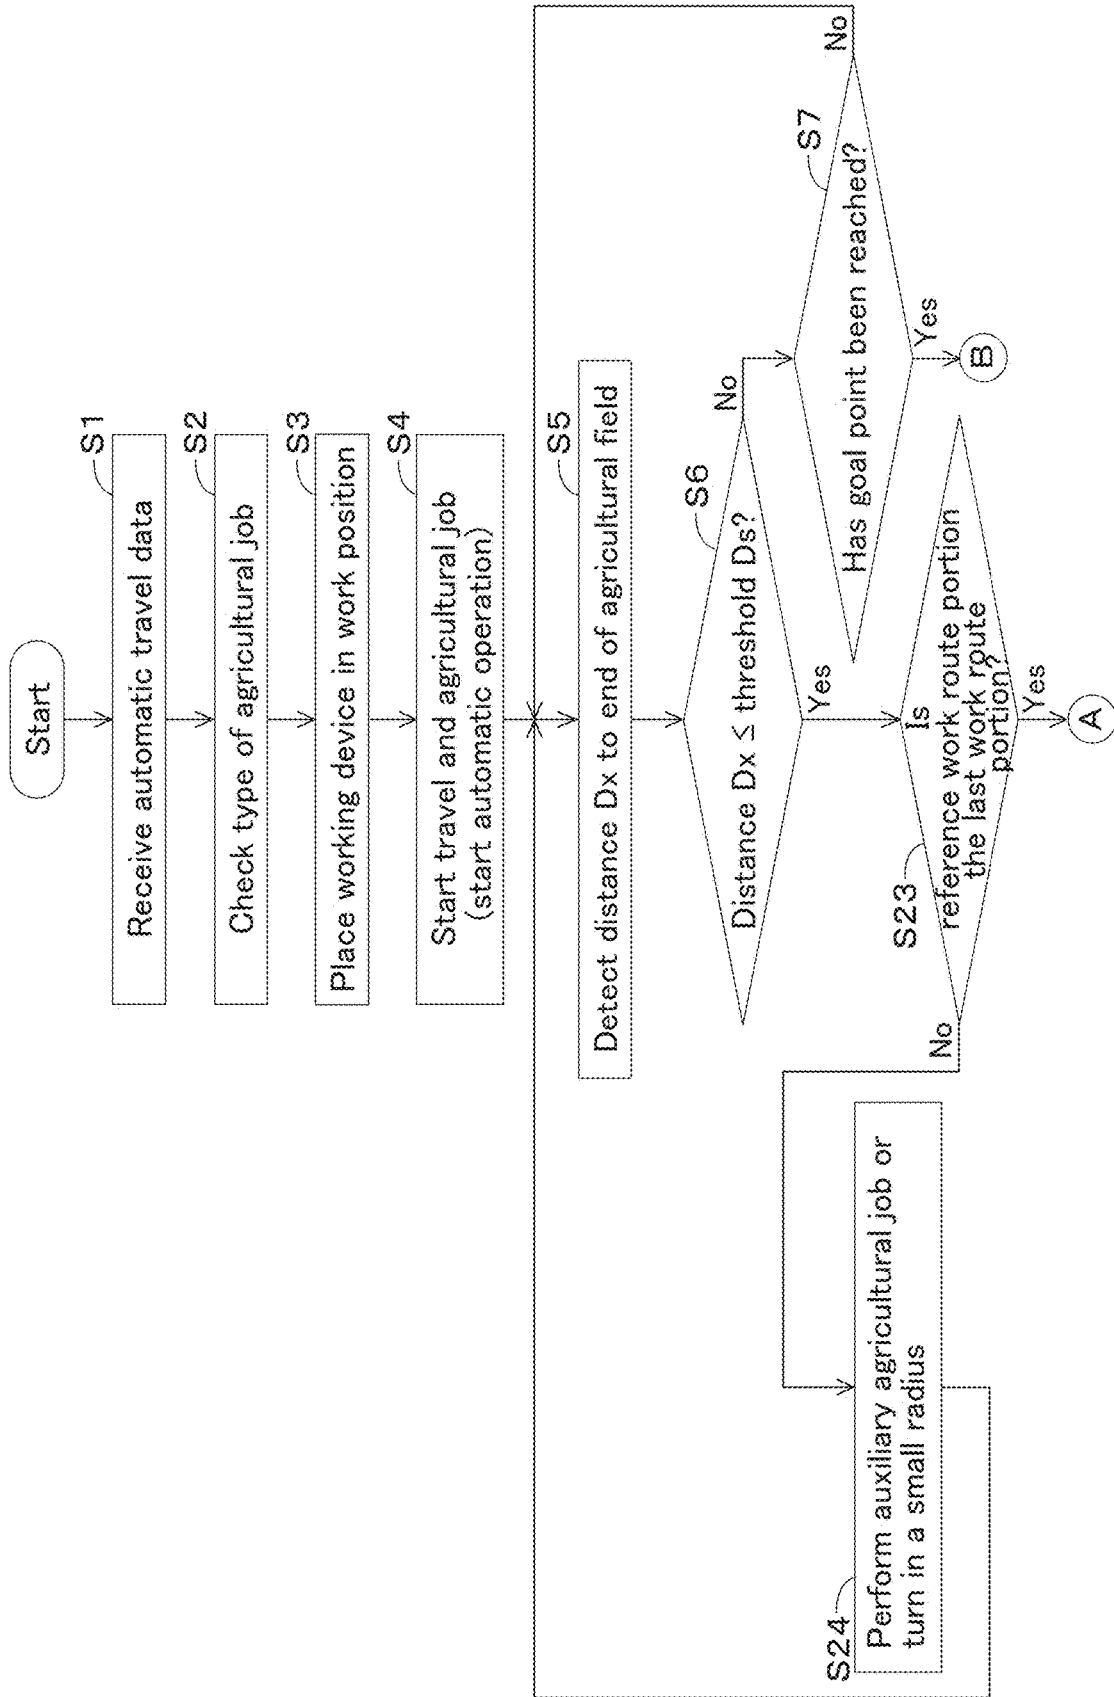 Start
S1
Receive automatic travel data
S2
Check type of agricultural job
S3
Place working device in work position
S4
Start travel and agricultural job
(start automatic operation)
S5
Detect distance Dx to end of agricultural field
S6
Distance Dx ≤ threshold Ds?
No
Yes
S7
Has goal point been reached?
No
Yes
B
S23
Is
reference work route portion
the last work route
portion?
No
Yes
A
S24
Perform auxiliary agricultural job or
turn in a small radius